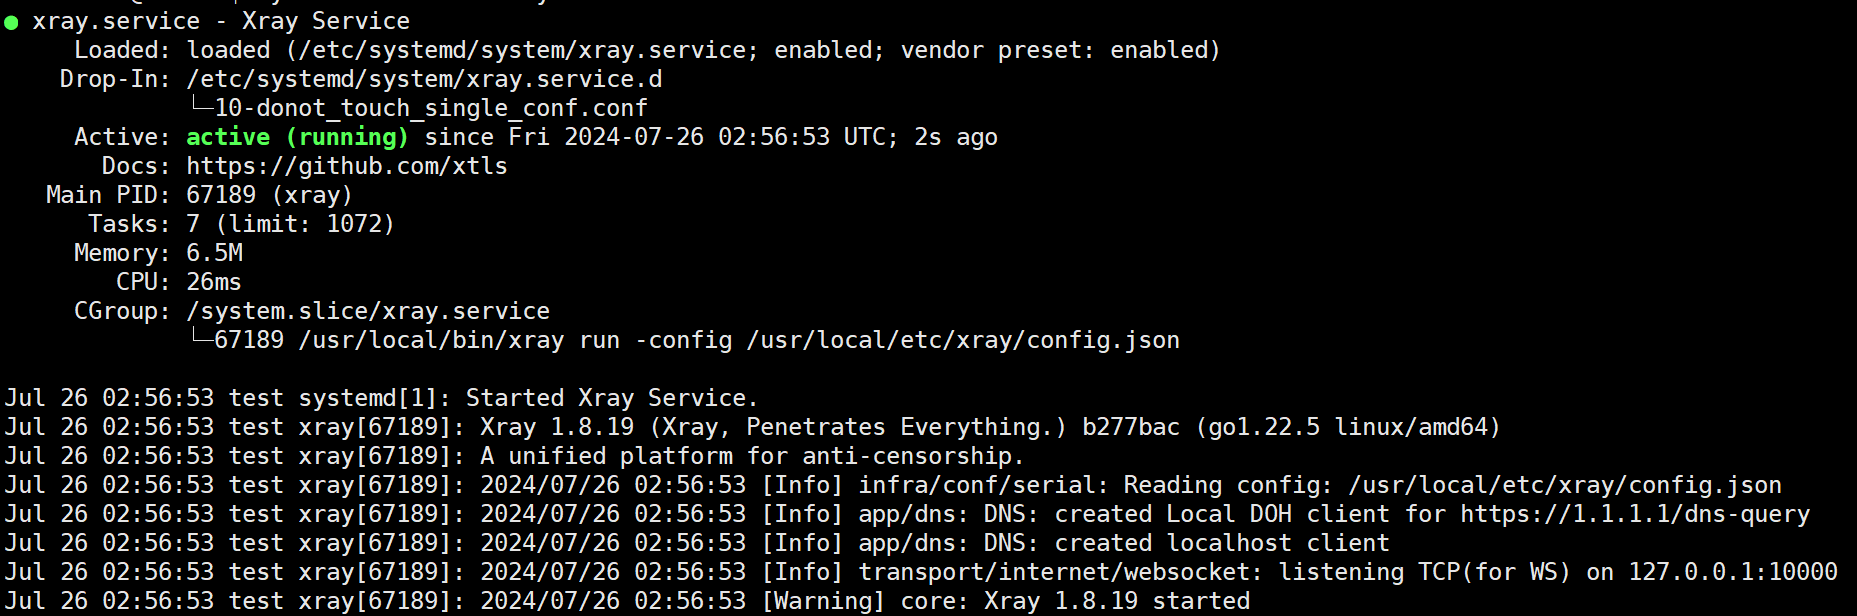 ● xray.service - Xray Service
Loaded: loaded (/etc/systemd/system/xray.service; enabled; vendor preset: enabled)
Drop-In: /etc/systemd/system/xray.service.d
└─10-donot_touch_single_conf.conf
Active: active (running) since Fri 2024-07-26 02:56:53 UTC; 2s ago
Docs: https://github.com/xtls
Main PID: 67189 (xray)
Tasks: 7 (limit: 1072)
Memory: 6.5M
CPU: 26ms
CGroup: /system.slice/xray.service
└─67189 /usr/local/bin/xray run -config /usr/local/etc/xray/config.json
Jul 26 02:56:53 test systemd[1]: Started Xray Service.
Jul 26 02:56:53 test xray[67189]: Xray 1.8.19 (Xray, Penetrates Everything.) b277bac (go1.22.5 linux/amd64)
Jul 26 02:56:53 test xray[67189]: A unified platform for anti-censorship.
Jul 26 02:56:53 test xray[67189]: 2024/07/26 02:56:53 [Info] infra/conf/serial: Reading config: /usr/local/etc/xray/config.json
Jul 26 02:56:53 test xray[67189]: 2024/07/26 02:56:53 [Info] app/dns: DNS: created Local DOH client for https://1.1.1.1/dns-query
Jul 26 02:56:53 test xray[67189]: 2024/07/26 02:56:53 [Info] app/dns: DNS: created localhost client
Jul 26 02:56:53 test xray[67189]: 2024/07/26 02:56:53 [Info] transport/internet/websocket: listening TCP(for WS) on 127.0.0.1:10000
Jul 26 02:56:53 test xray[67189]: 2024/07/26 02:56:53 [Warning] core: Xray 1.8.19 started